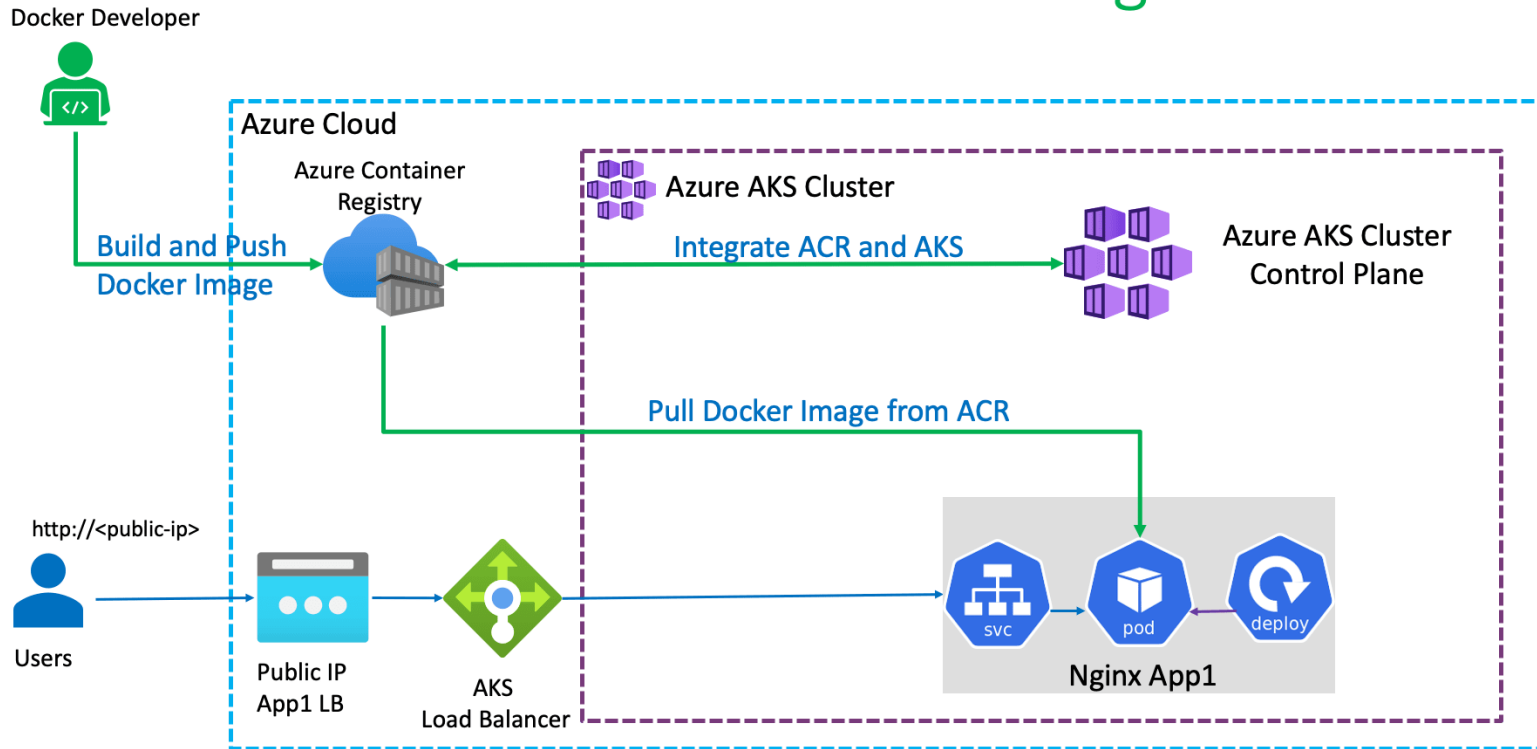 Docker Developer
</>
Azure Cloud
Azure Container
Registry
Azure AKS Cluster
Build and Push
Docker Image
Integrate ACR and AKS
Azure AKS Cluster
Control Plane
Pull Docker Image from ACR
http://<public-ip>
Users
Public IP
App1 LB
AKS
Load Balancer
svc
pod
deploy
Nginx App1